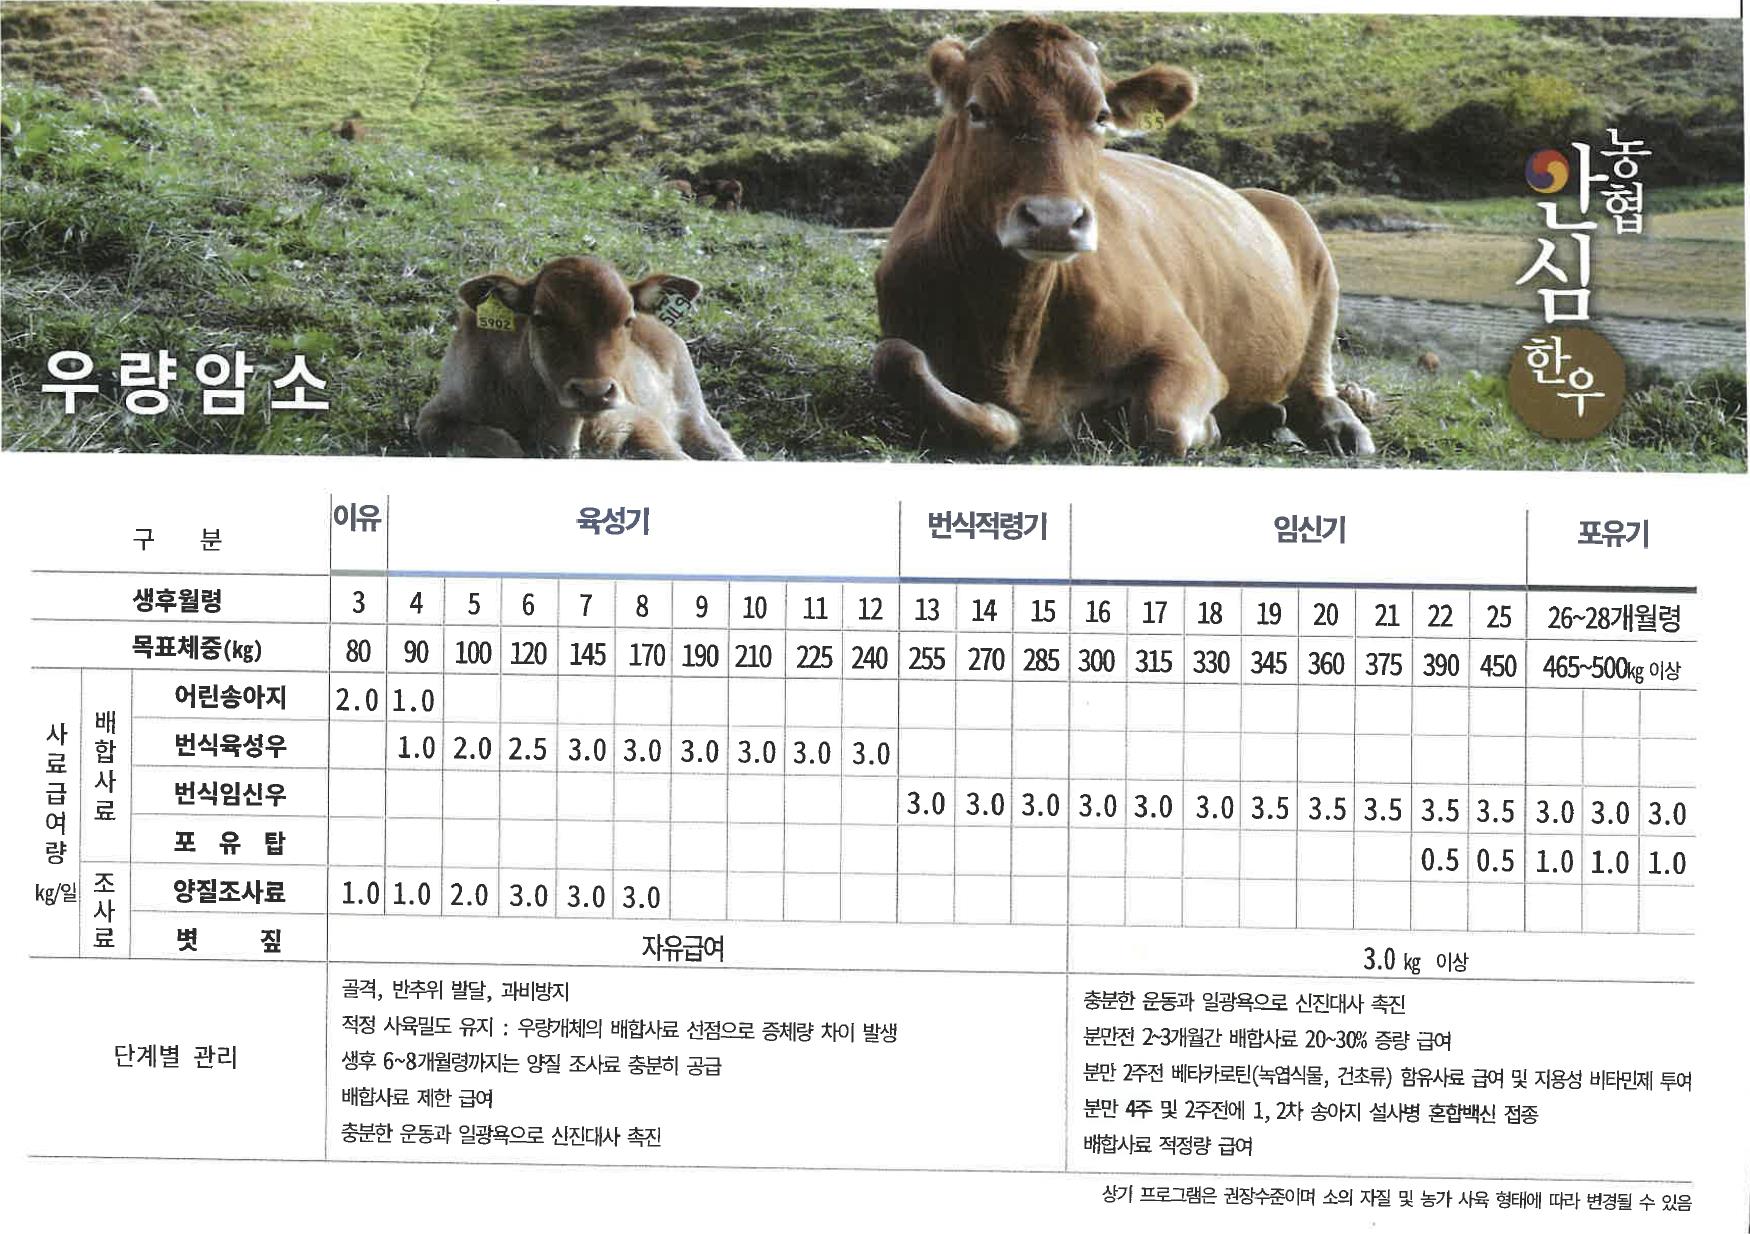 우량암소
농협
안심
한우
5902
55
구 분 이유 육성기 번식적령기 임신기 포유기
생후월령 3 4 5 6 7 8 9 10 11 12 13 14 15 16 17 18 19 20 21 22 25 26~28개월령
목표체중(kg) 80 90 100 120 145 170 190 210 225 240 255 270 285 300 315 330 345 360 375 390 450 465~500kg 이상
사료급여량 kg/일
배합사료
어린송아지 2.0 1.0
번식육성우 1.0 2.0 2.5 3.0 3.0 3.0 3.0 3.0 3.0
번식임신우 3.0 3.0 3.0 3.0 3.0 3.0 3.5 3.5 3.5 3.5 3.5 3.0 3.0 3.0
포 유 탑 0.5 0.5 1.0 1.0 1.0
조사료
양질조사료 1.0 1.0 2.0 3.0 3.0 3.0
볏 짚 자유급여 3.0 kg 이상
단계별 관리
골격, 반추위 발달, 과비방지
적정 사육밀도 유지 : 우량개체의 배합사료 선점으로 증체량 차이 발생
생후 6~8개월령까지는 양질 조사료 충분히 공급
배합사료 제한 급여
충분한 운동과 일광욕으로 신진대사 촉진
충분한 운동과 일광욕으로 신진대사 촉진
분만전 2~3개월간 배합사료 20~30% 증량 급여
분만 2주전 베타카로틴(녹엽식물, 건초류) 함유사료 급여 및 지용성 비타민제 투여
분만 4주 및 2주전에 1, 2차 송아지 설사병 혼합백신 접종
배합사료 적정량 급여
상기 프로그램은 권장수준이며 소의 자질 및 농가 사육 형태에 따라 변경될 수 있음